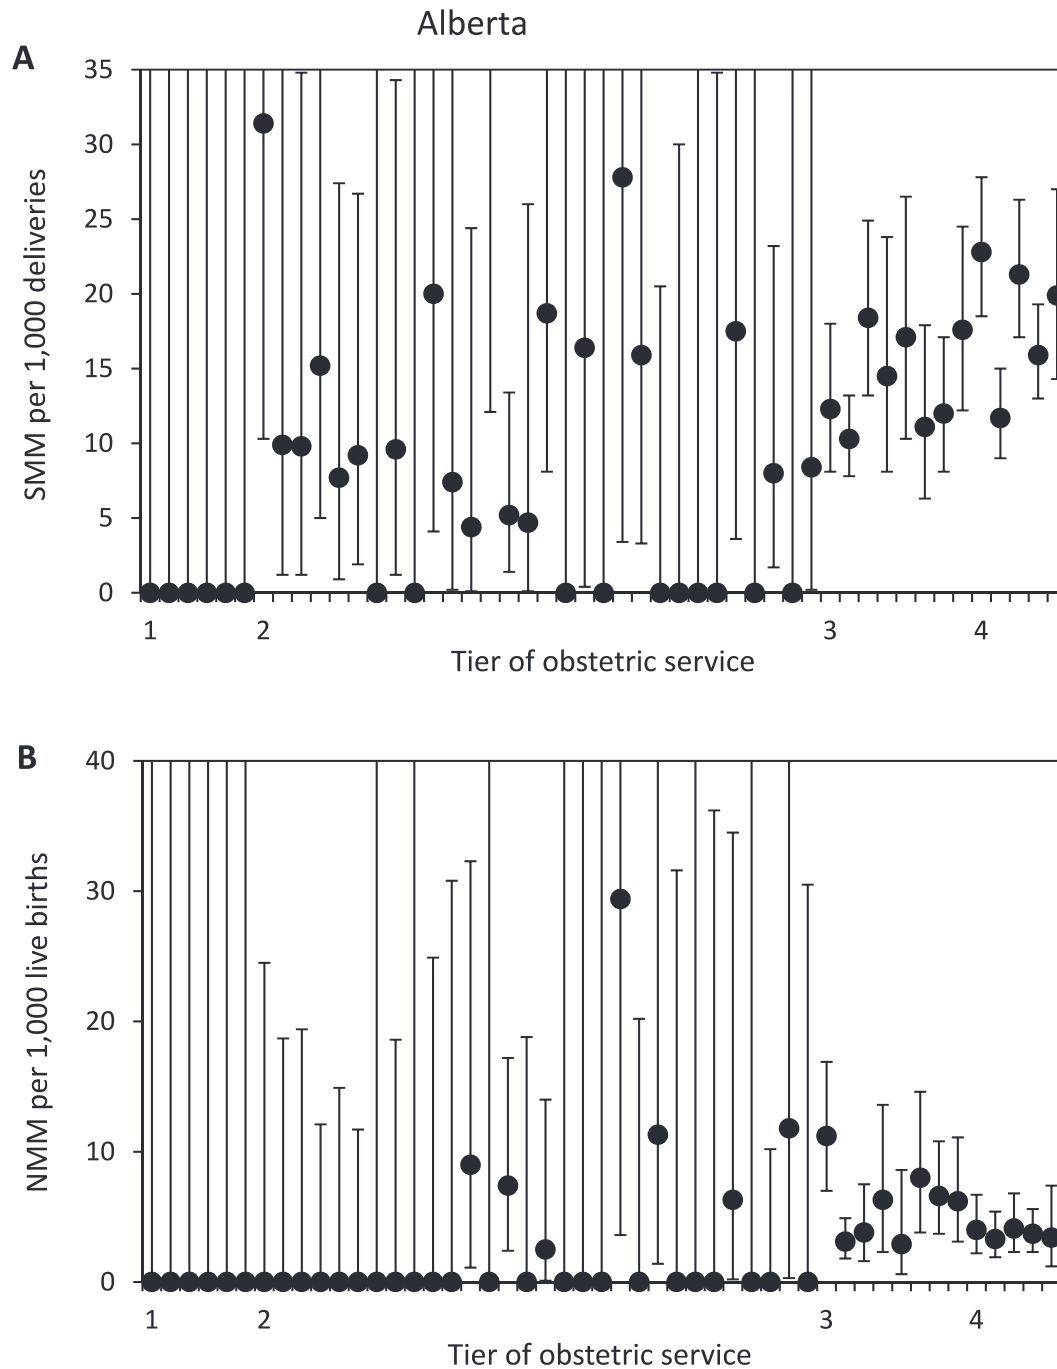 Alberta
A
SMM per 1,000 deliveries
35
30
25
20
15
10
5
0
1 2 3 4
Tier of obstetric service
B
NMM per 1,000 live births
40
30
20
10
0
1 2 3 4
Tier of obstetric service